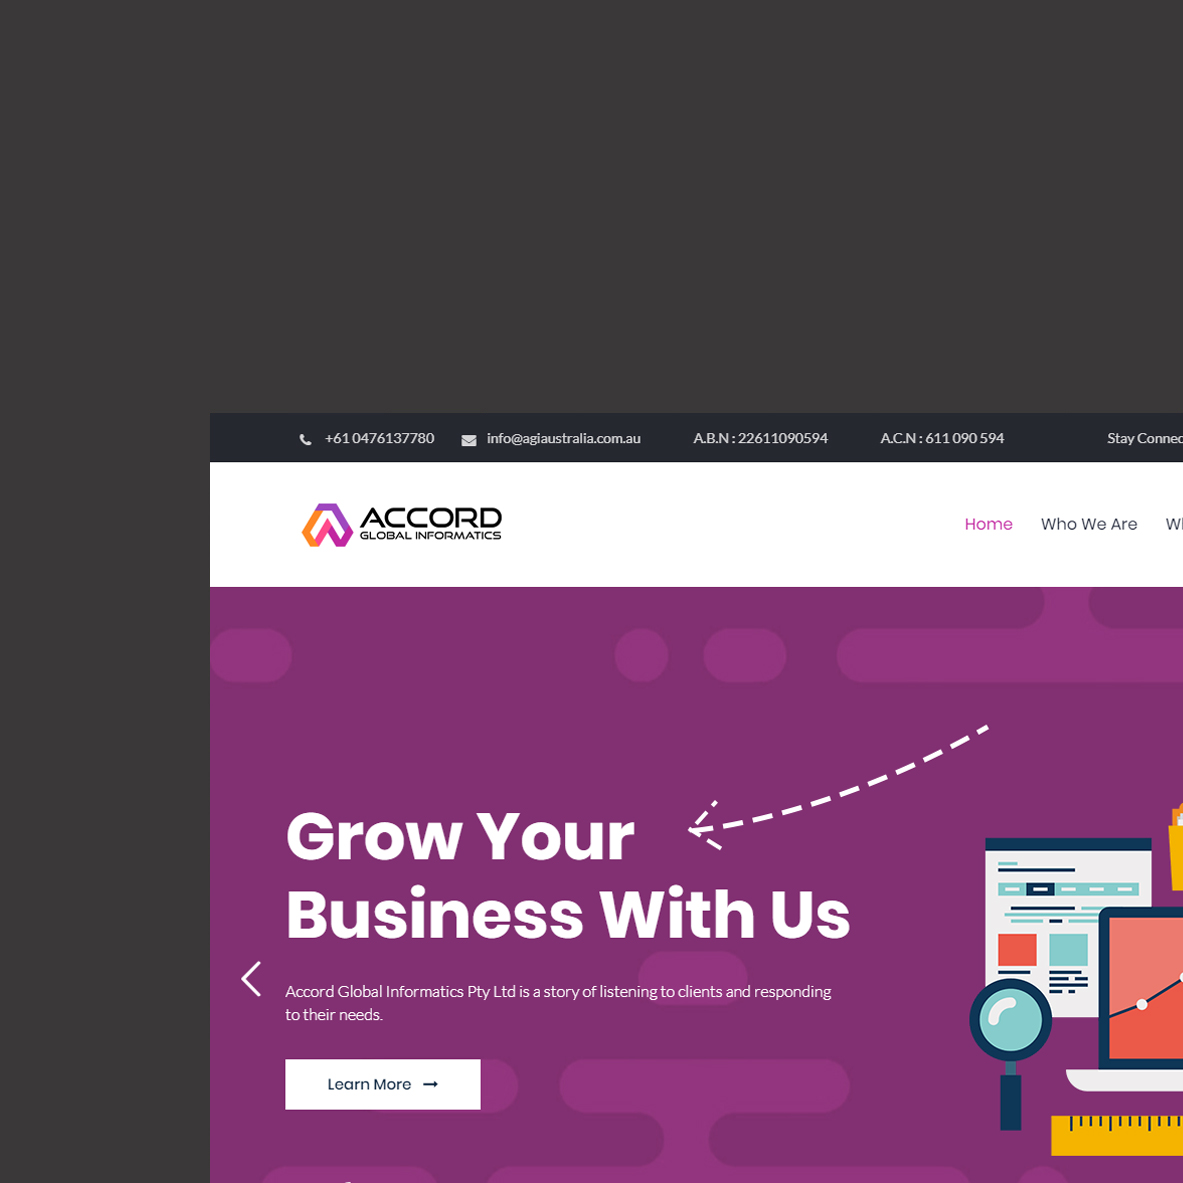 +61 0476137780 info@agiaustralia.com.au A.B.N : 22611090594 A.C.N : 611 090 594 Stay
ACCORD
GLOBAL INFORMATICS
Home Who We Are
Grow Your
Business With Us
Accord Global Informatics Pty Ltd is a story of listening to clients and responding
to their needs.
Learn More